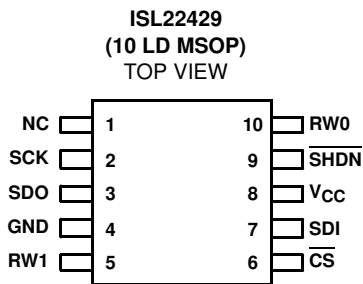 ISL22429
(10 LD MSOP)
TOP VIEW
NC 1 10 RW0
SCK 2 9 SHDN
SDO 3 8 VCC
GND 4 7 SDI
RW1 5 6 CS